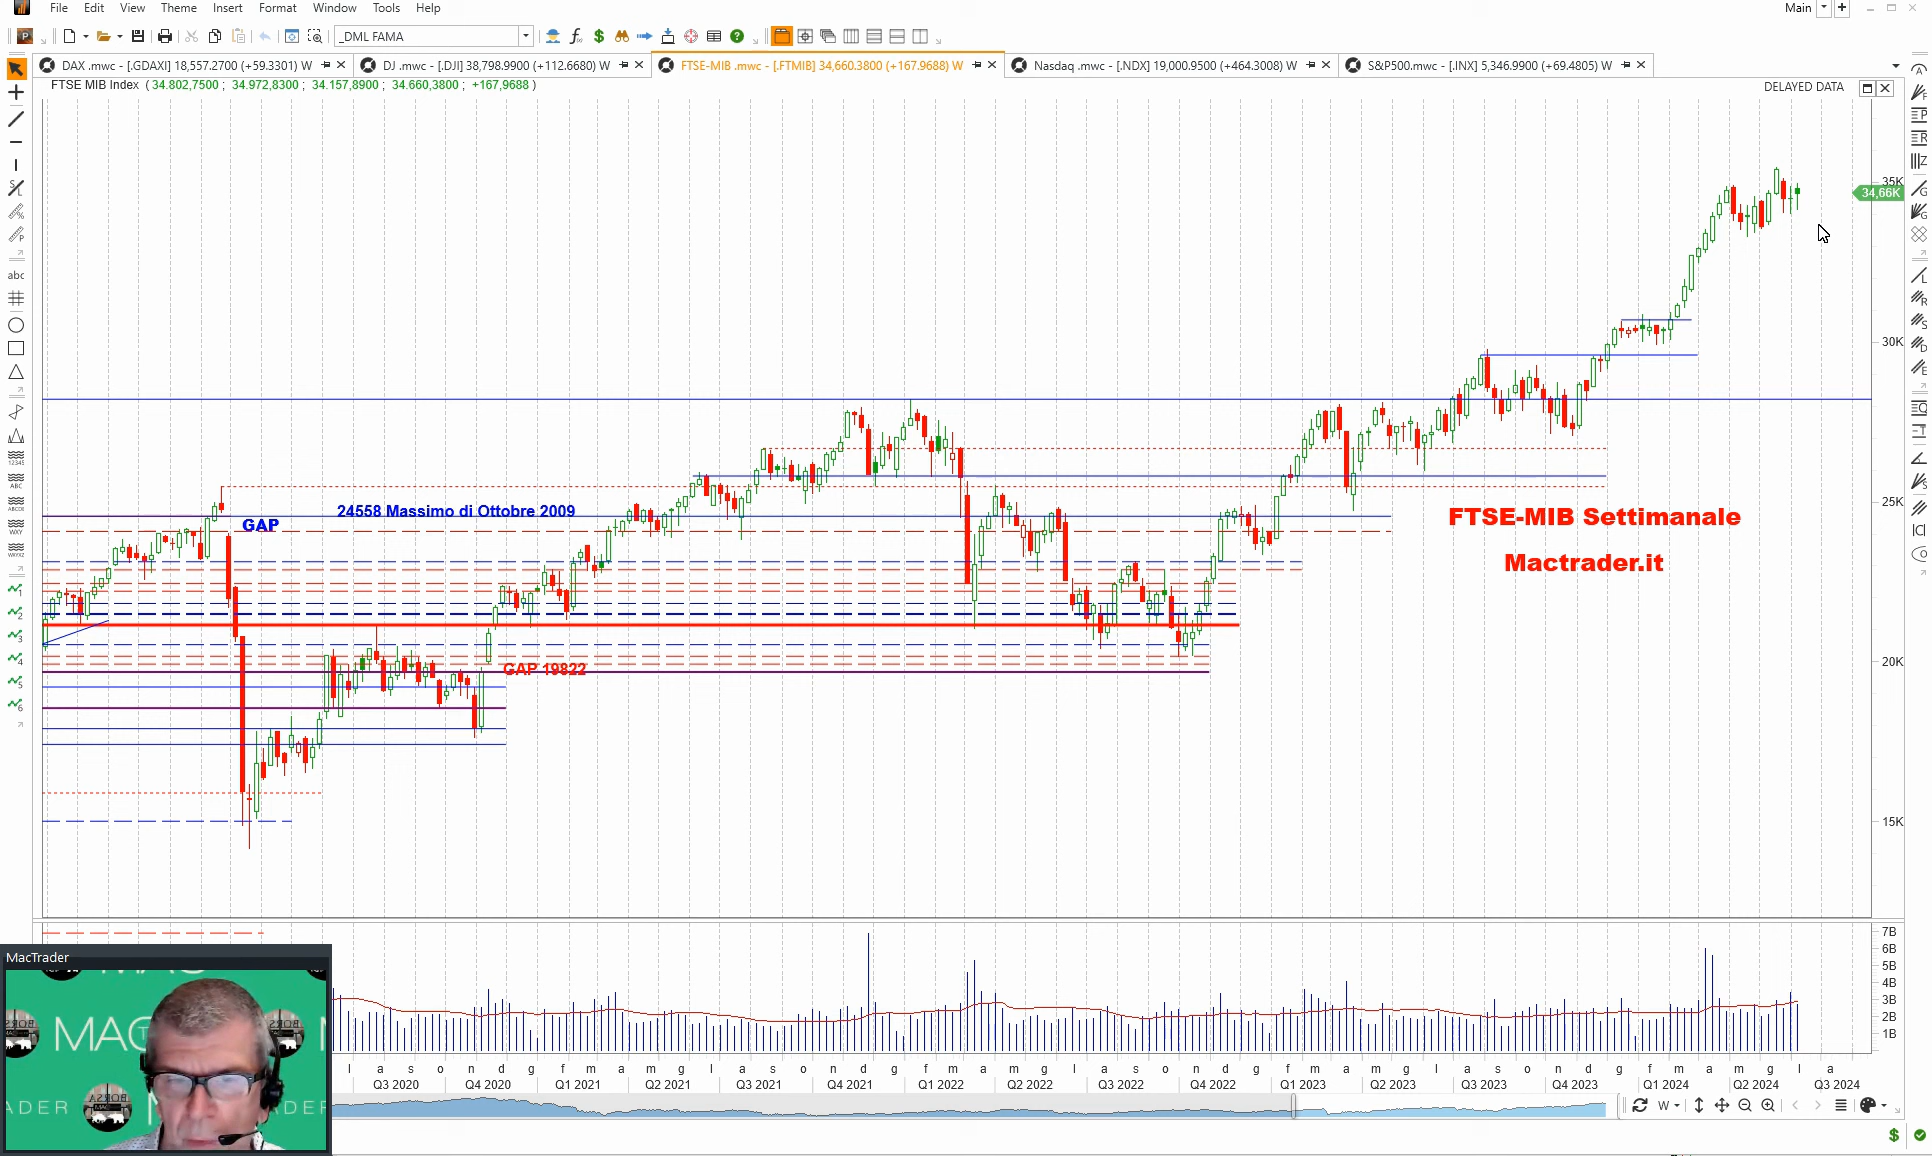 File Edit View Theme Insert Format Window Tools Help
Main
_DML FAMA
DAX .mwc - [.GDAXI] 18,557.2700 (+59.3301) W
DJ .mwc - [.DJI] 38,798.9900 (+112.6680) W
FTSE-MIB .mwc - [.FTMIB] 34,660.3800 (+167.9688) W
Nasdaq .mwc - [.NDX] 19,000.9500 (+464.3008) W
S&P500.mwc - [.INX] 5,346.9900 (+69.4805) W
FTSE MIB Index ( 34.802,7500 ; 34.972,8300 ; 34.157,8900 ; 34.660,3800 ; +167,9688 )
DELAYED DATA
35K
34,66K
30K
25K
20K
15K
24558 Massimo di Ottobre 2009
GAP
FTSE-MIB Settimanale
Mactrader.it
GAP 19822
abc
7B
6B
5B
4B
3B
2B
1B
MacTrader
l a s o n d g f m a m g l a s o n d g f m a m g l a s o n d g f m a m g l a s o n d g f m a m g l a
Q3 2020 Q4 2020 Q1 2021 Q2 2021 Q3 2021 Q4 2021 Q1 2022 Q2 2022 Q3 2022 Q4 2022 Q1 2023 Q2 2023 Q3 2023 Q4 2023 Q1 2024 Q2 2024 Q3 2024
W